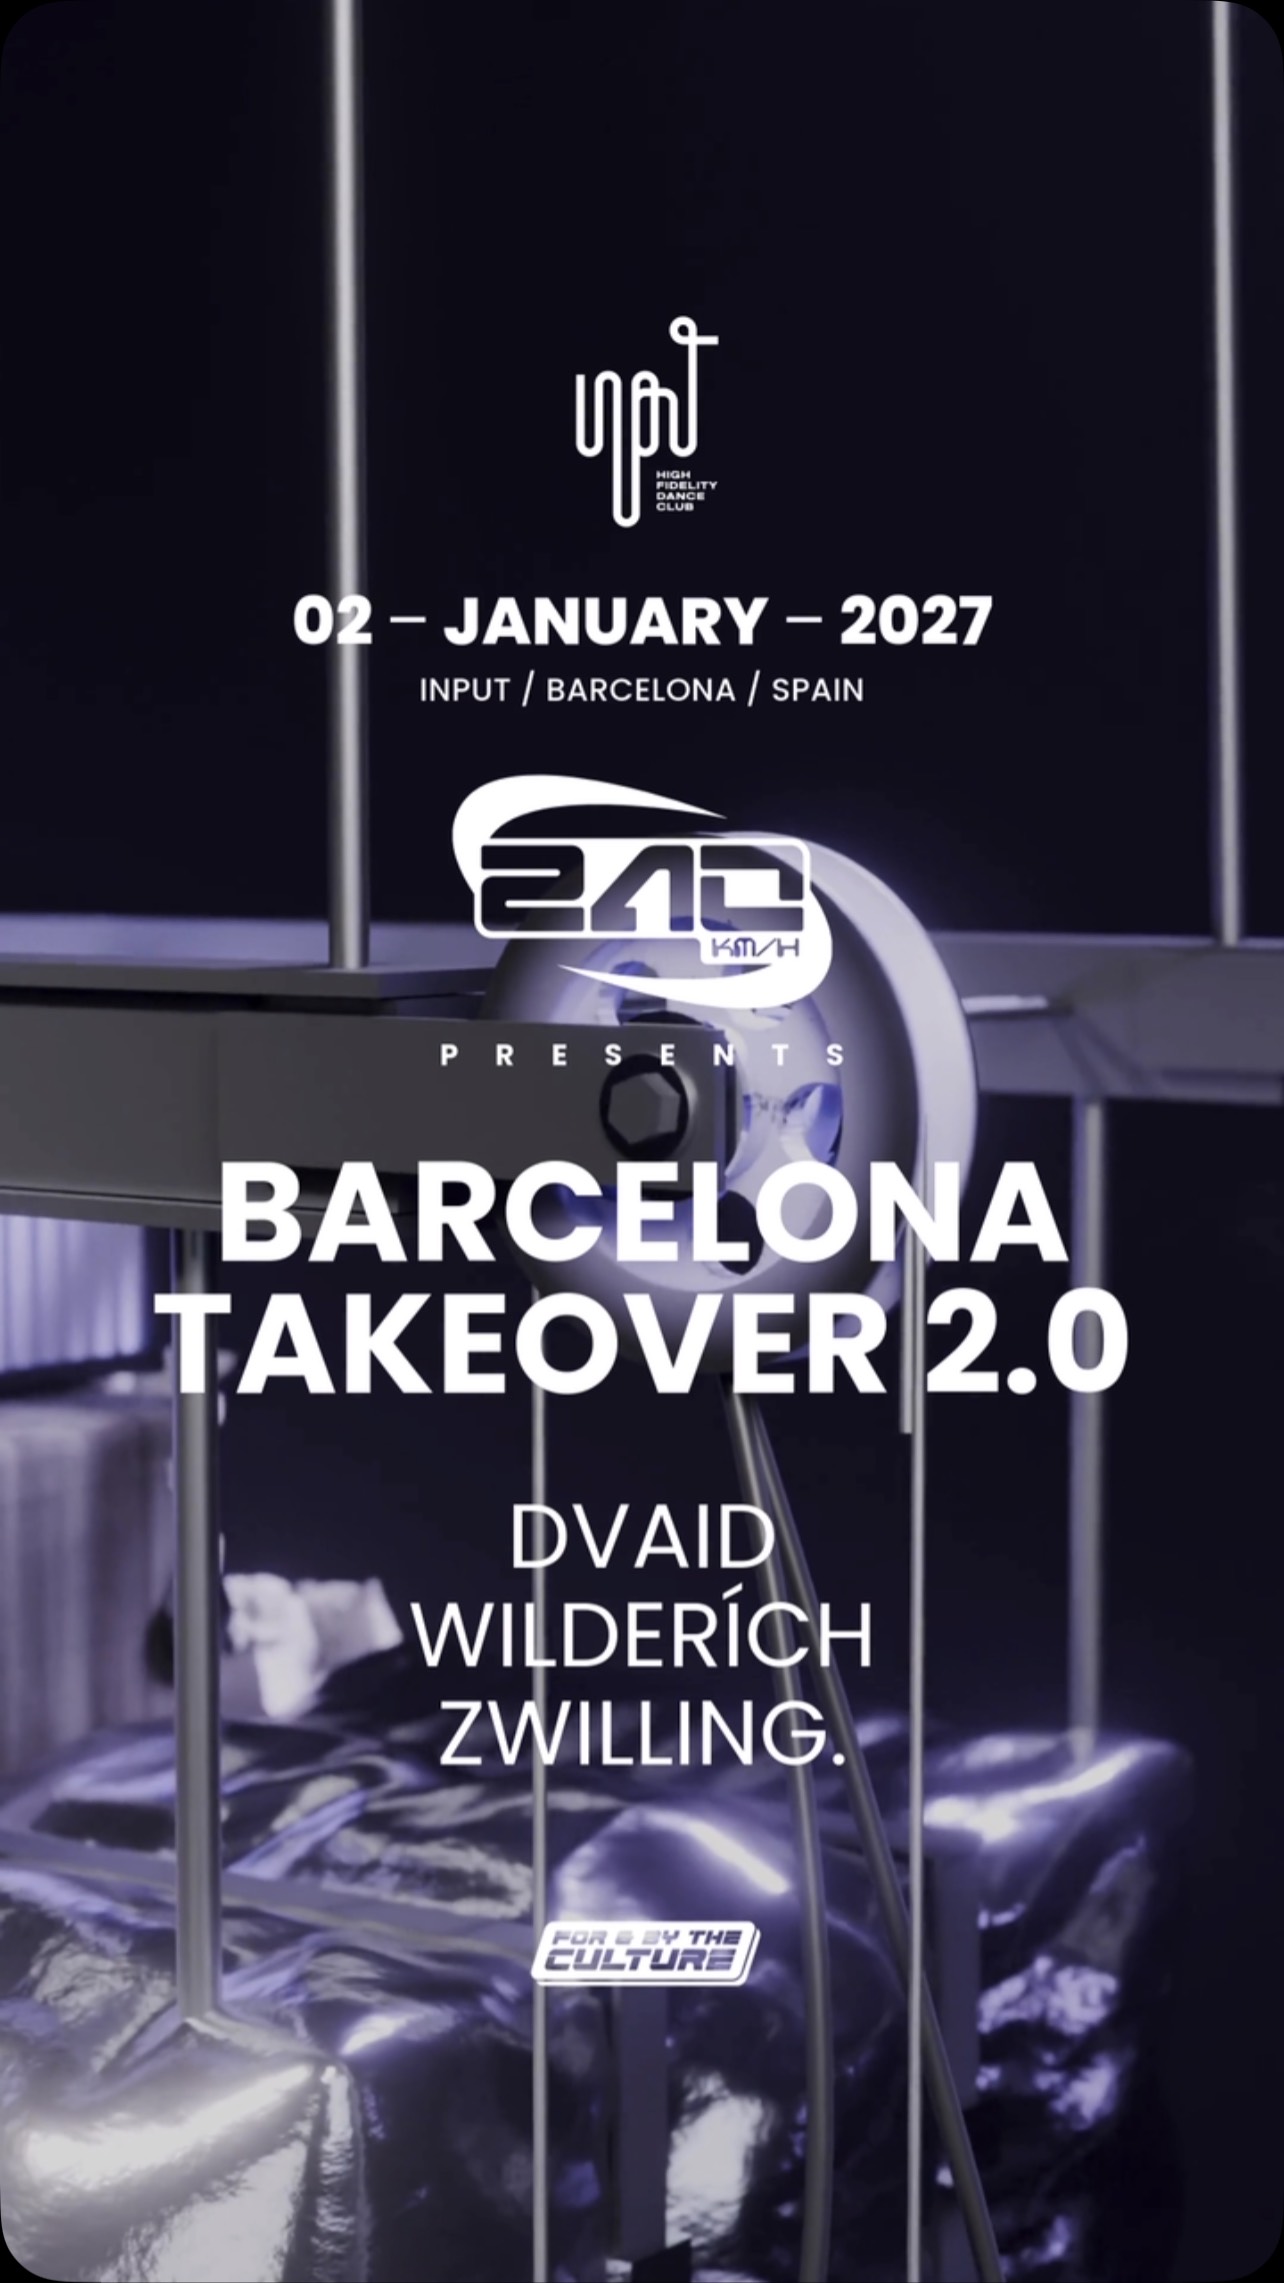 input
HIGH
FIDELITY
DANCE
CLUB
02 – JANUARY – 2027
INPUT / BARCELONA / SPAIN
240
KM/H
PRESENTS
BARCELONA
TAKEOVER 2.0
DVAID
WILDERÍCH
ZWILLING.
FOR & BY THE
CULTURE